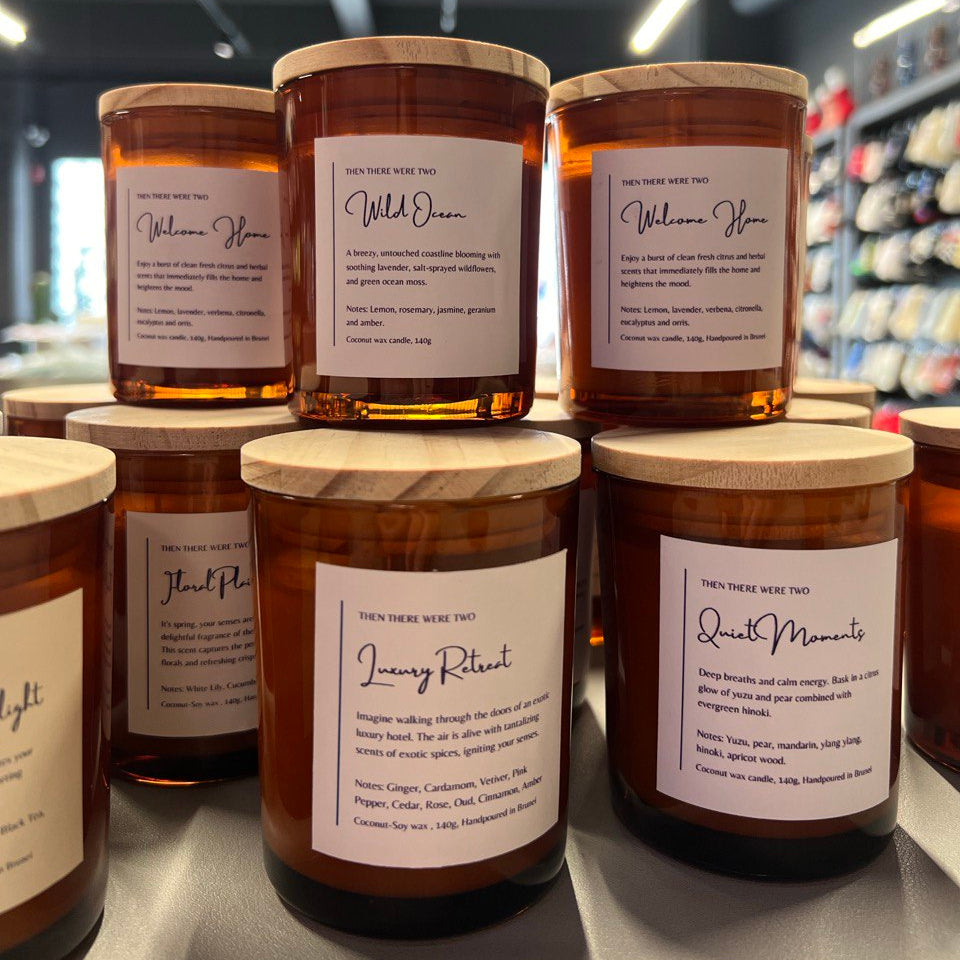 THEN THERE WERE TWO
Welcome Home
Enjoy a burst of clean fresh citrus and herbal
scents that immediately fills the home and
heightens the mood.
Notes: Lemon, lavender, verbena, citronella,
eucalyptus and orris.
Coconut wax candle, 140g, Handpoured in Brunei
THEN THERE WERE TWO
Wild Ocean
A breezy, untouched coastline blooming with
soothing lavender, salt-sprayed wildflowers,
and green ocean moss.
Notes: Lemon, rosemary, jasmine, geranium
and amber.
Coconut wax candle, 140g
THEN THERE WERE TWO
Welcome Home
Enjoy a burst of clean fresh citrus and herbal
scents that immediately fills the home and
heightens the mood.
Notes: Lemon, lavender, verbena, citronella,
eucalyptus and orris.
Coconut wax candle, 140g, Handpoured in Brunei
light
Black Tea,
Brunei
THEN THERE WERE TWO
Floral Plai
It's spring, your senses are
delightful fragrance of the
This scent captures the pe
florals and refreshing crisp
Notes: White Lily, Cucumb
Coconut-Soy wax , 140g, Ha
THEN THERE WERE TWO
Luxury Retreat
Imagine walking through the doors of an exotic
luxury hotel. The air is alive with tantalizing
scents of exotic spices, igniting your senses.
Notes: Ginger, Cardamom, Vetiver, Pink
Pepper, Cedar, Rose, Oud, Cinnamon, Amber
Coconut-Soy wax , 140g, Handpoured in Brunei
THEN THERE WERE TWO
Quiet Moments
Deep breaths and calm energy. Bask in a citrus
glow of yuzu and pear combined with
evergreen hinoki.
Notes: Yuzu, pear, mandarin, ylang ylang,
hinoki, apricot wood.
Coconut wax candle, 140g, Handpoured in Brunei